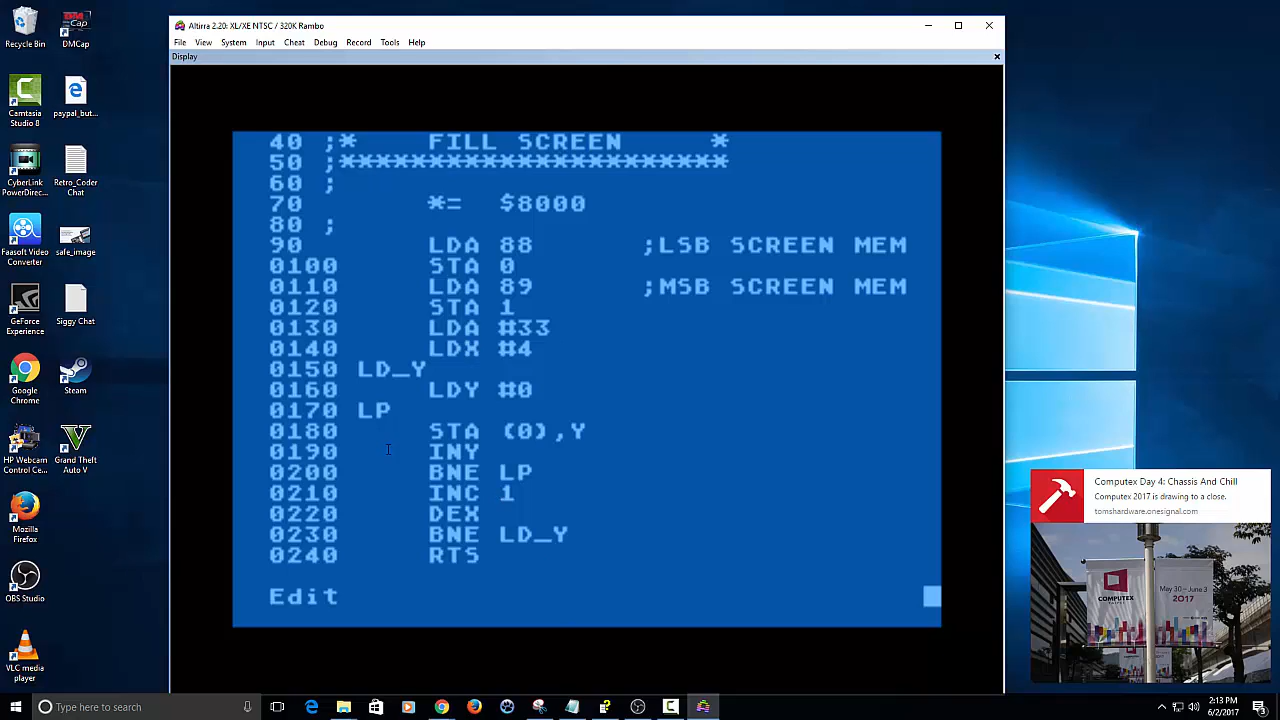 Altirra 2.20: XL/XE NTSC / 320K Rambo
File View System Input Cheat Debug Record Tools Help
Display
40 ;* FILL SCREEN *
50 ;**********************
60 ;
70 *= $8000
80 ;
90 LDA 88 ;LSB SCREEN MEM
0100 STA 0
0110 LDA 89 ;MSB SCREEN MEM
0120 STA 1
0130 LDA #33
0140 LDX #4
0150 LD_Y
0160 LDY #0
0170 LP
0180 STA (0),Y
0190 INY
0200 BNE LP
0210 INC 1
0220 DEX
0230 BNE LD_Y
0240 RTS
Edit
Recycle Bin
DMCap
Camtasia Studio 8
paypal_but...
CyberLink PowerDirec...
Retro_Coder Chat
Faasoft Video Converter
safe_image
GeForce Experience
Siggy Chat
Google Chrome
Steam
HP Webcam Control Ce...
Grand Theft Auto V
Mozilla Firefox
OBS Studio
VLC media player
Computex Day 4: Chassis And Chill
Computex 2017 is drawing to a close.
tomshardware.onesignal.com
COMPUTEX
TAIPEI
May 30 - June 3
2017
Type here to search
2:13 PM
6/2/2017